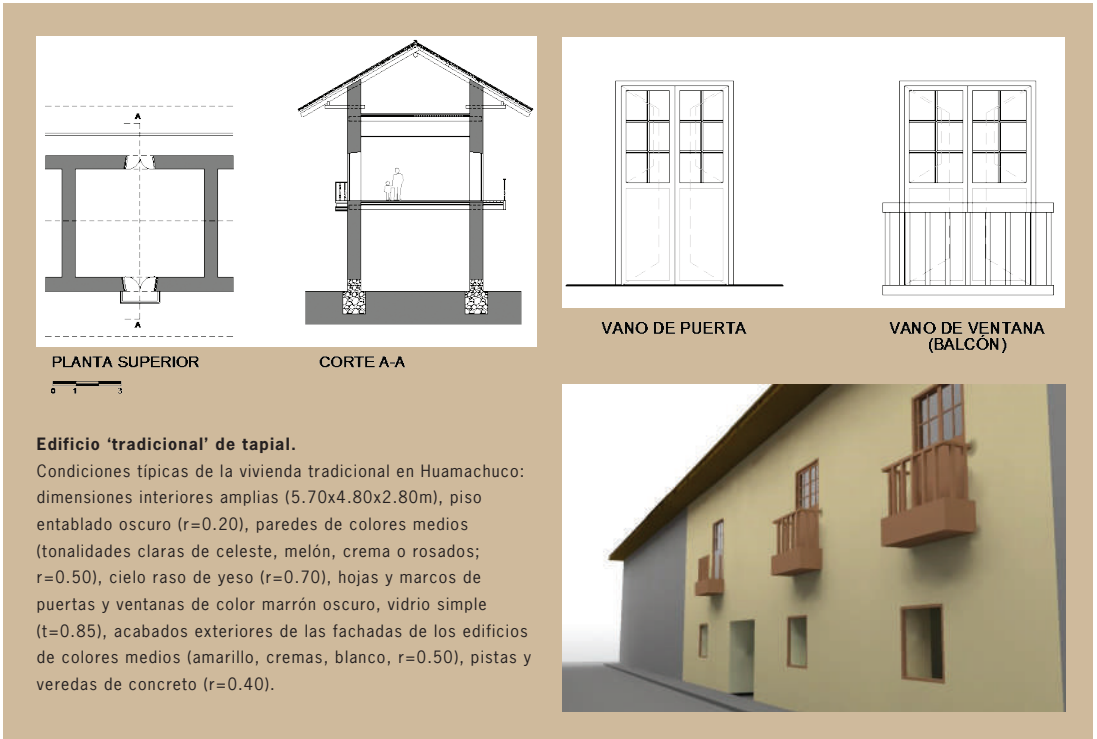 A
A
PLANTA SUPERIOR
CORTE A-A
0 1 3
VANO DE PUERTA
VANO DE VENTANA
(BALCÓN)
Edificio ‘tradicional’ de tapial.
Condiciones típicas de la vivienda tradicional en Huamachuco:
dimensiones interiores amplias (5.70x4.80x2.80m), piso
entablado oscuro (r=0.20), paredes de colores medios
(tonalidades claras de celeste, melón, crema o rosados;
r=0.50), cielo raso de yeso (r=0.70), hojas y marcos de
puertas y ventanas de color marrón oscuro, vidrio simple
(t=0.85), acabados exteriores de las fachadas de los edificios
de colores medios (amarillo, cremas, blanco, r=0.50), pistas y
veredas de concreto (r=0.40).